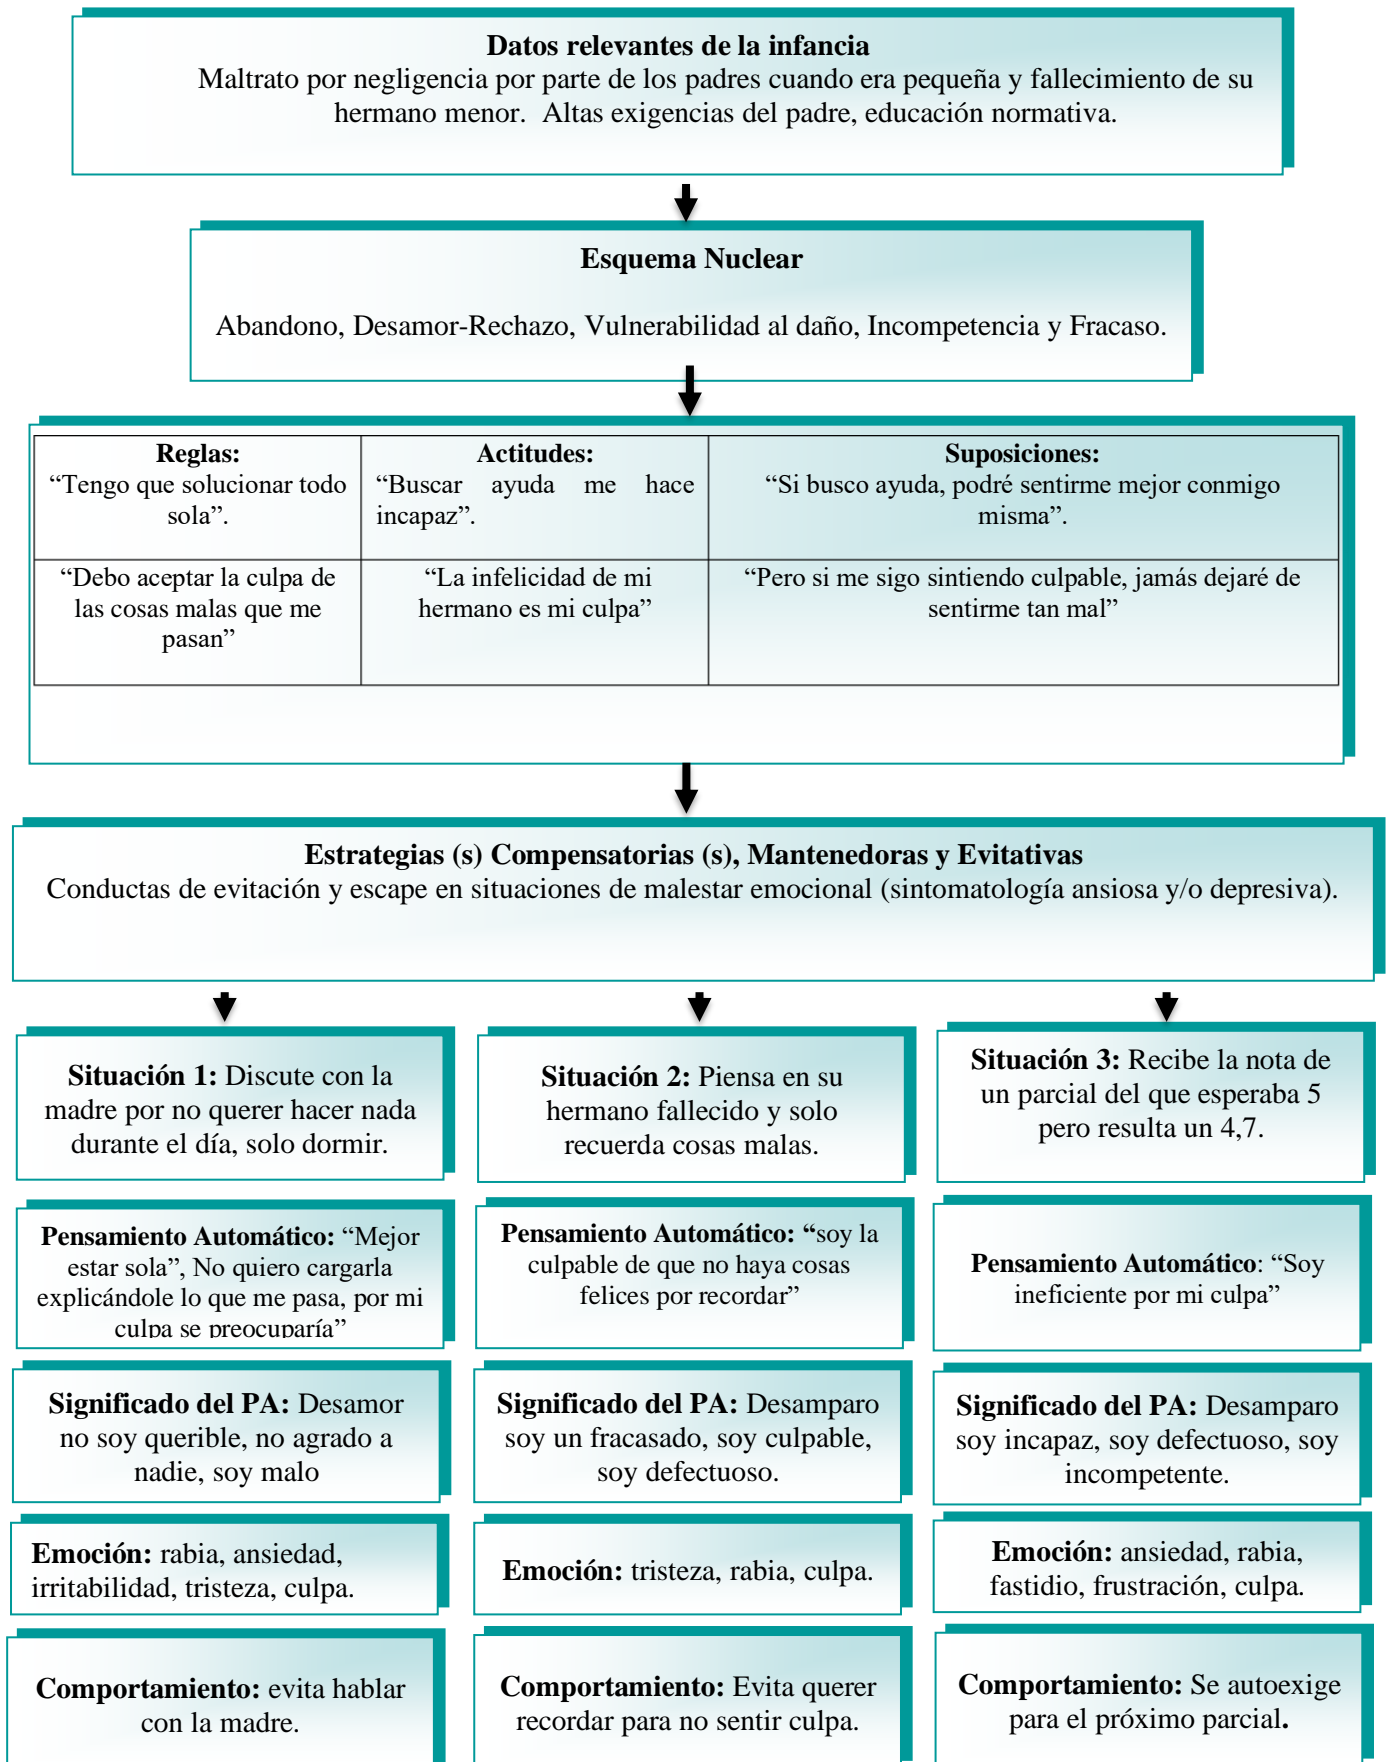 Datos relevantes de la infancia
Maltrato por negligencia por parte de los padres cuando era pequeña y fallecimiento de su
hermano menor. Altas exigencias del padre, educación normativa.
Esquema Nuclear
Abandono, Desamor-Rechazo, Vulnerabilidad al daño, Incompetencia y Fracaso.
Reglas:
“Tengo que solucionar todo
sola”.
Actitudes:
“Buscar ayuda me hace
incapaz”.
Suposiciones:
“Si busco ayuda, podré sentirme mejor conmigo
misma”.
“Debo aceptar la culpa de
las cosas malas que me
pasan”
“La infelicidad de mi
hermano es mi culpa”
“Pero si me sigo sintiendo culpable, jamás dejaré de
sentirme tan mal”
Estrategias (s) Compensatorias (s), Mantenedoras y Evitativas
Conductas de evitación y escape en situaciones de malestar emocional (sintomatología ansiosa y/o depresiva).
Situación 1: Discute con la
madre por no querer hacer nada
durante el día, solo dormir.
Situación 2: Piensa en su
hermano fallecido y solo
recuerda cosas malas.
Situación 3: Recibe la nota de
un parcial del que esperaba 5
pero resulta un 4,7.
Pensamiento Automático: “Mejor
estar sola”, No quiero cargarla
explicándole lo que me pasa, por mi
culpa se preocuparía”
Pensamiento Automático: “soy la
culpable de que no haya cosas
felices por recordar”
Pensamiento Automático: “Soy
ineficiente por mi culpa”
Significado del PA: Desamor
no soy querible, no agrado a
nadie, soy malo
Significado del PA: Desamparo
soy un fracasado, soy culpable,
soy defectuoso.
Significado del PA: Desamparo
soy incapaz, soy defectuoso, soy
incompetente.
Emoción: rabia, ansiedad,
irritabilidad, tristeza, culpa.
Emoción: tristeza, rabia, culpa.
Emoción: ansiedad, rabia,
fastidio, frustración, culpa.
Comportamiento: evita hablar
con la madre.
Comportamiento: Evita querer
recordar para no sentir culpa.
Comportamiento: Se autoexige
para el próximo parcial.